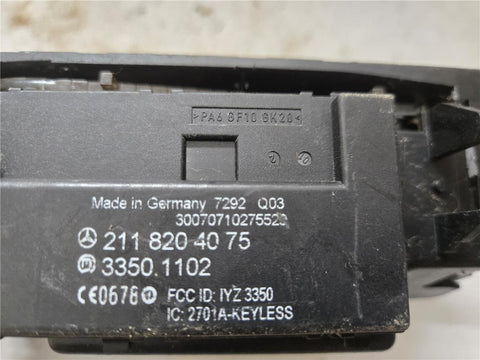 >PA6 GF10 GK20<
Made in Germany 7292 Q03
30070710275523
211 820 40 75
3350.1102
CE0678 FCC ID: IYZ 3350
IC: 2701A-KEYLESS